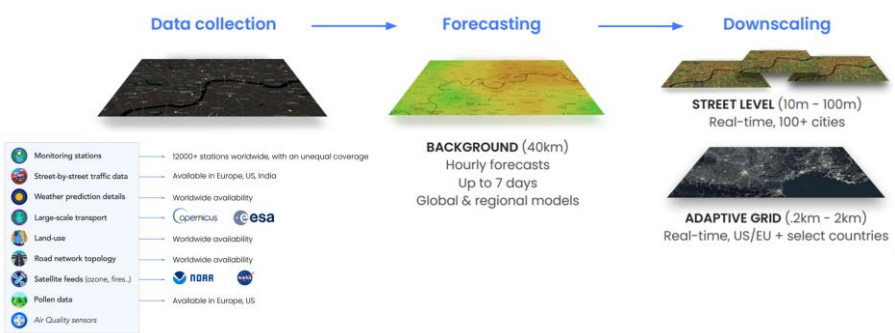 Data collection
Forecasting
Downscaling
STREET LEVEL (10m - 100m)
Real-time, 100+ cities
BACKGROUND (40km)
Hourly forecasts
Up to 7 days
Global & regional models
ADAPTIVE GRID (.2km - 2km)
Real-time, US/EU + select countries
Monitoring stations 12000+ stations worldwide, with an unequal coverage
Street-by-street traffic data Available in Europe, US, India
Weather prediction details Worldwide availability
Large-scale transport opernicus esa
Land-use Worldwide availability
Road network topology Worldwide availability
Satellite feeds (ozone, fires..) NOAA NASA
Pollen data Available in Europe, US
Air Quality sensors